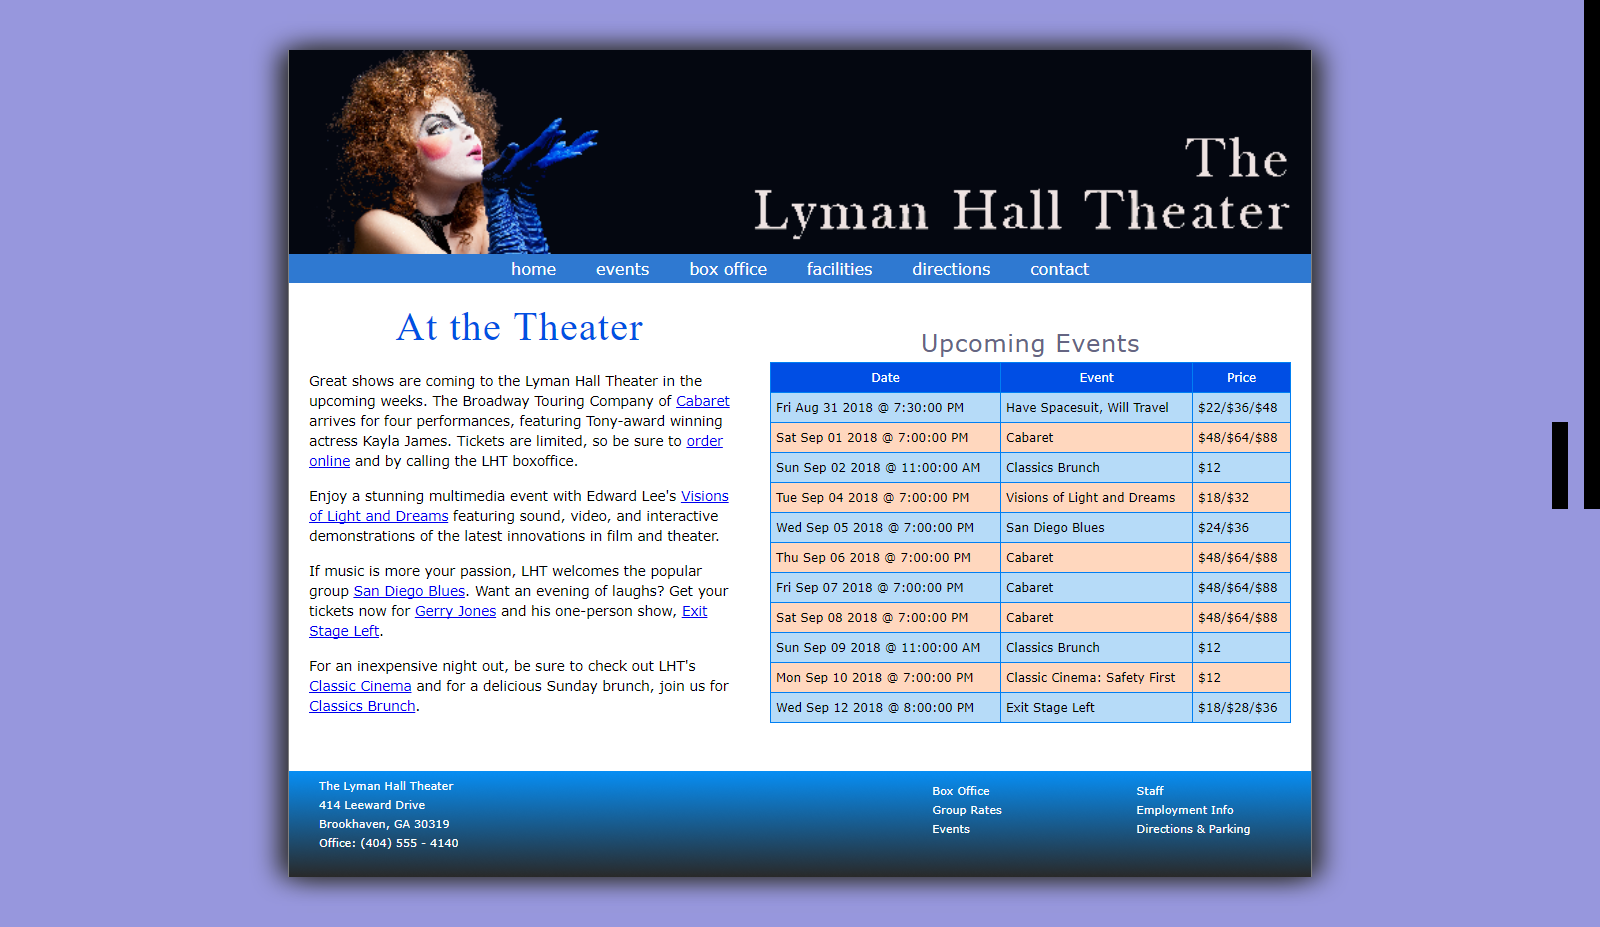 The
Lyman Hall Theater
home events box office facilities directions contact
At the Theater
Great shows are coming to the Lyman Hall Theater in the
upcoming weeks. The Broadway Touring Company of Cabaret
arrives for four performances, featuring Tony-award winning
actress Kayla James. Tickets are limited, so be sure to order
online and by calling the LHT boxoffice.
Enjoy a stunning multimedia event with Edward Lee's Visions
of Light and Dreams featuring sound, video, and interactive
demonstrations of the latest innovations in film and theater.
If music is more your passion, LHT welcomes the popular
group San Diego Blues. Want an evening of laughs? Get your
tickets now for Gerry Jones and his one-person show, Exit
Stage Left.
For an inexpensive night out, be sure to check out LHT's
Classic Cinema and for a delicious Sunday brunch, join us for
Classics Brunch.
Upcoming Events
Date Event Price
Fri Aug 31 2018 @ 7:30:00 PM Have Spacesuit, Will Travel $22/$36/$48
Sat Sep 01 2018 @ 7:00:00 PM Cabaret $48/$64/$88
Sun Sep 02 2018 @ 11:00:00 AM Classics Brunch $12
Tue Sep 04 2018 @ 7:00:00 PM Visions of Light and Dreams $18/$32
Wed Sep 05 2018 @ 7:00:00 PM San Diego Blues $24/$36
Thu Sep 06 2018 @ 7:00:00 PM Cabaret $48/$64/$88
Fri Sep 07 2018 @ 7:00:00 PM Cabaret $48/$64/$88
Sat Sep 08 2018 @ 7:00:00 PM Cabaret $48/$64/$88
Sun Sep 09 2018 @ 11:00:00 AM Classics Brunch $12
Mon Sep 10 2018 @ 7:00:00 PM Classic Cinema: Safety First $12
Wed Sep 12 2018 @ 8:00:00 PM Exit Stage Left $18/$28/$36
The Lyman Hall Theater
414 Leeward Drive
Brookhaven, GA 30319
Office: (404) 555 - 4140
Box Office
Group Rates
Events
Staff
Employment Info
Directions & Parking